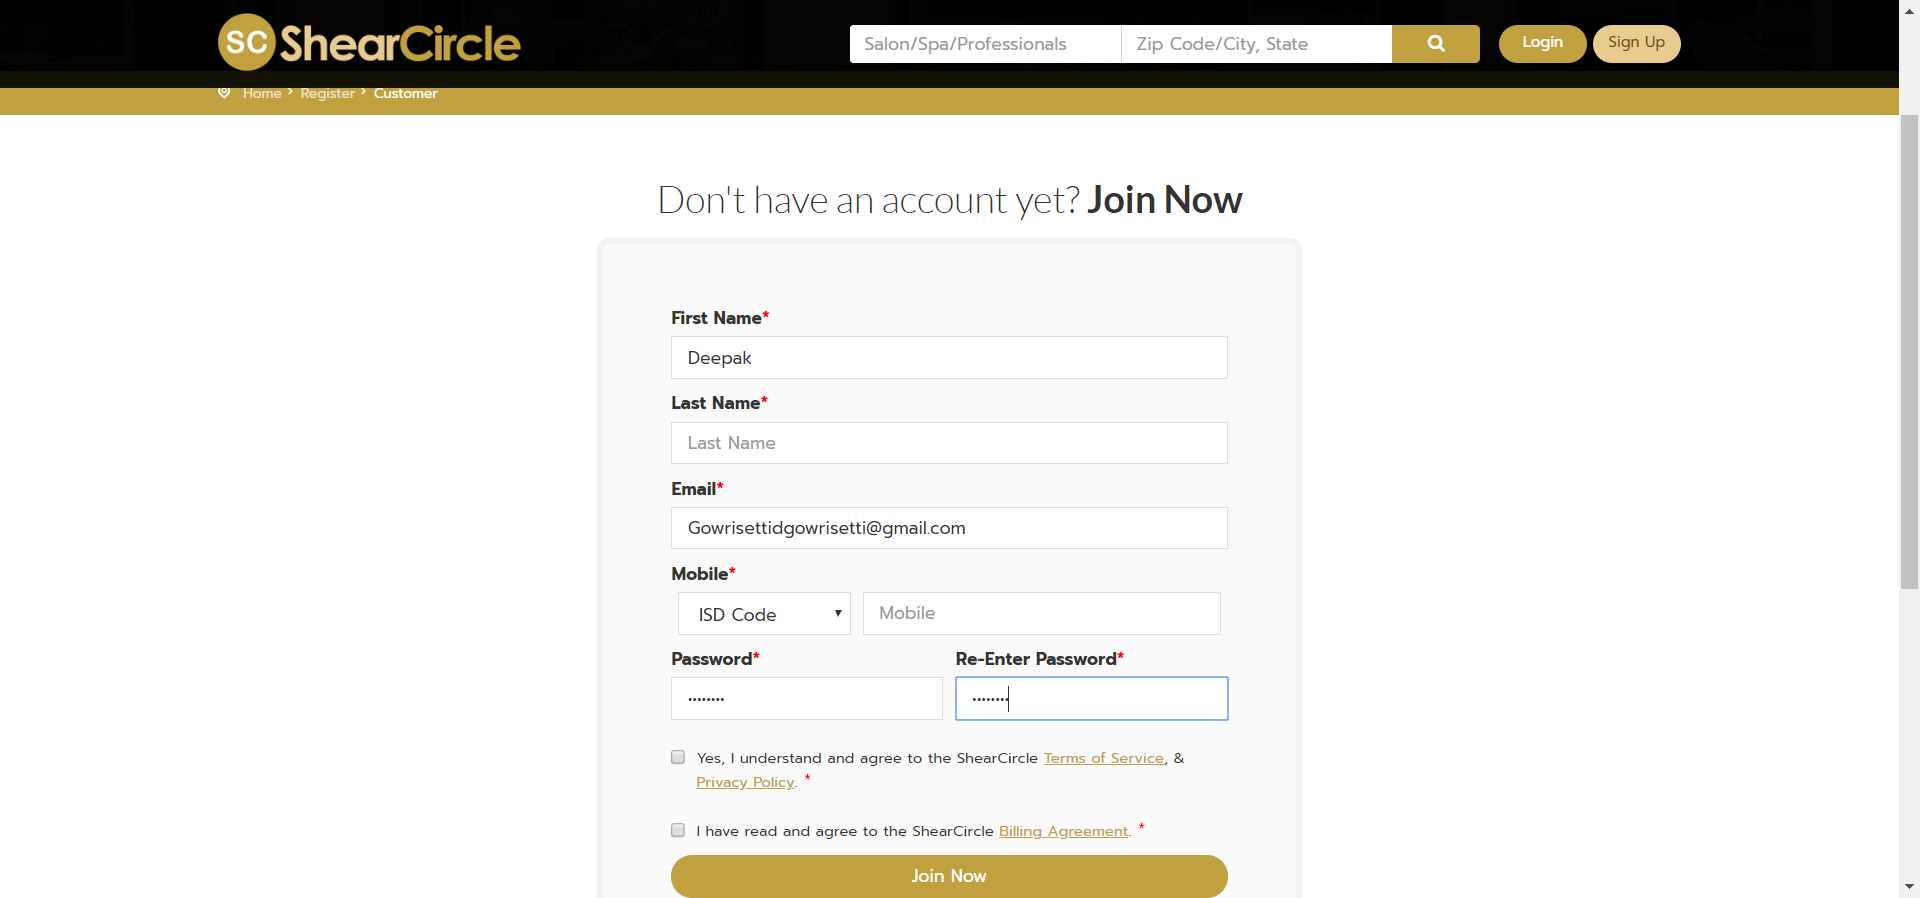 SC ShearCircle
Salon/Spa/Professionals
Zip Code/City, State
Login
Sign Up
Home › Register › Customer
Don't have an account yet? Join Now
First Name*
Deepak
Last Name*
Last Name
Email*
Gowrisettidgowrisetti@gmail.com
Mobile*
ISD Code
Mobile
Password*
Re-Enter Password*
••••••••
••••••••
Yes, I understand and agree to the ShearCircle Terms of Service, &
Privacy Policy. *
I have read and agree to the ShearCircle Billing Agreement. *
Join Now